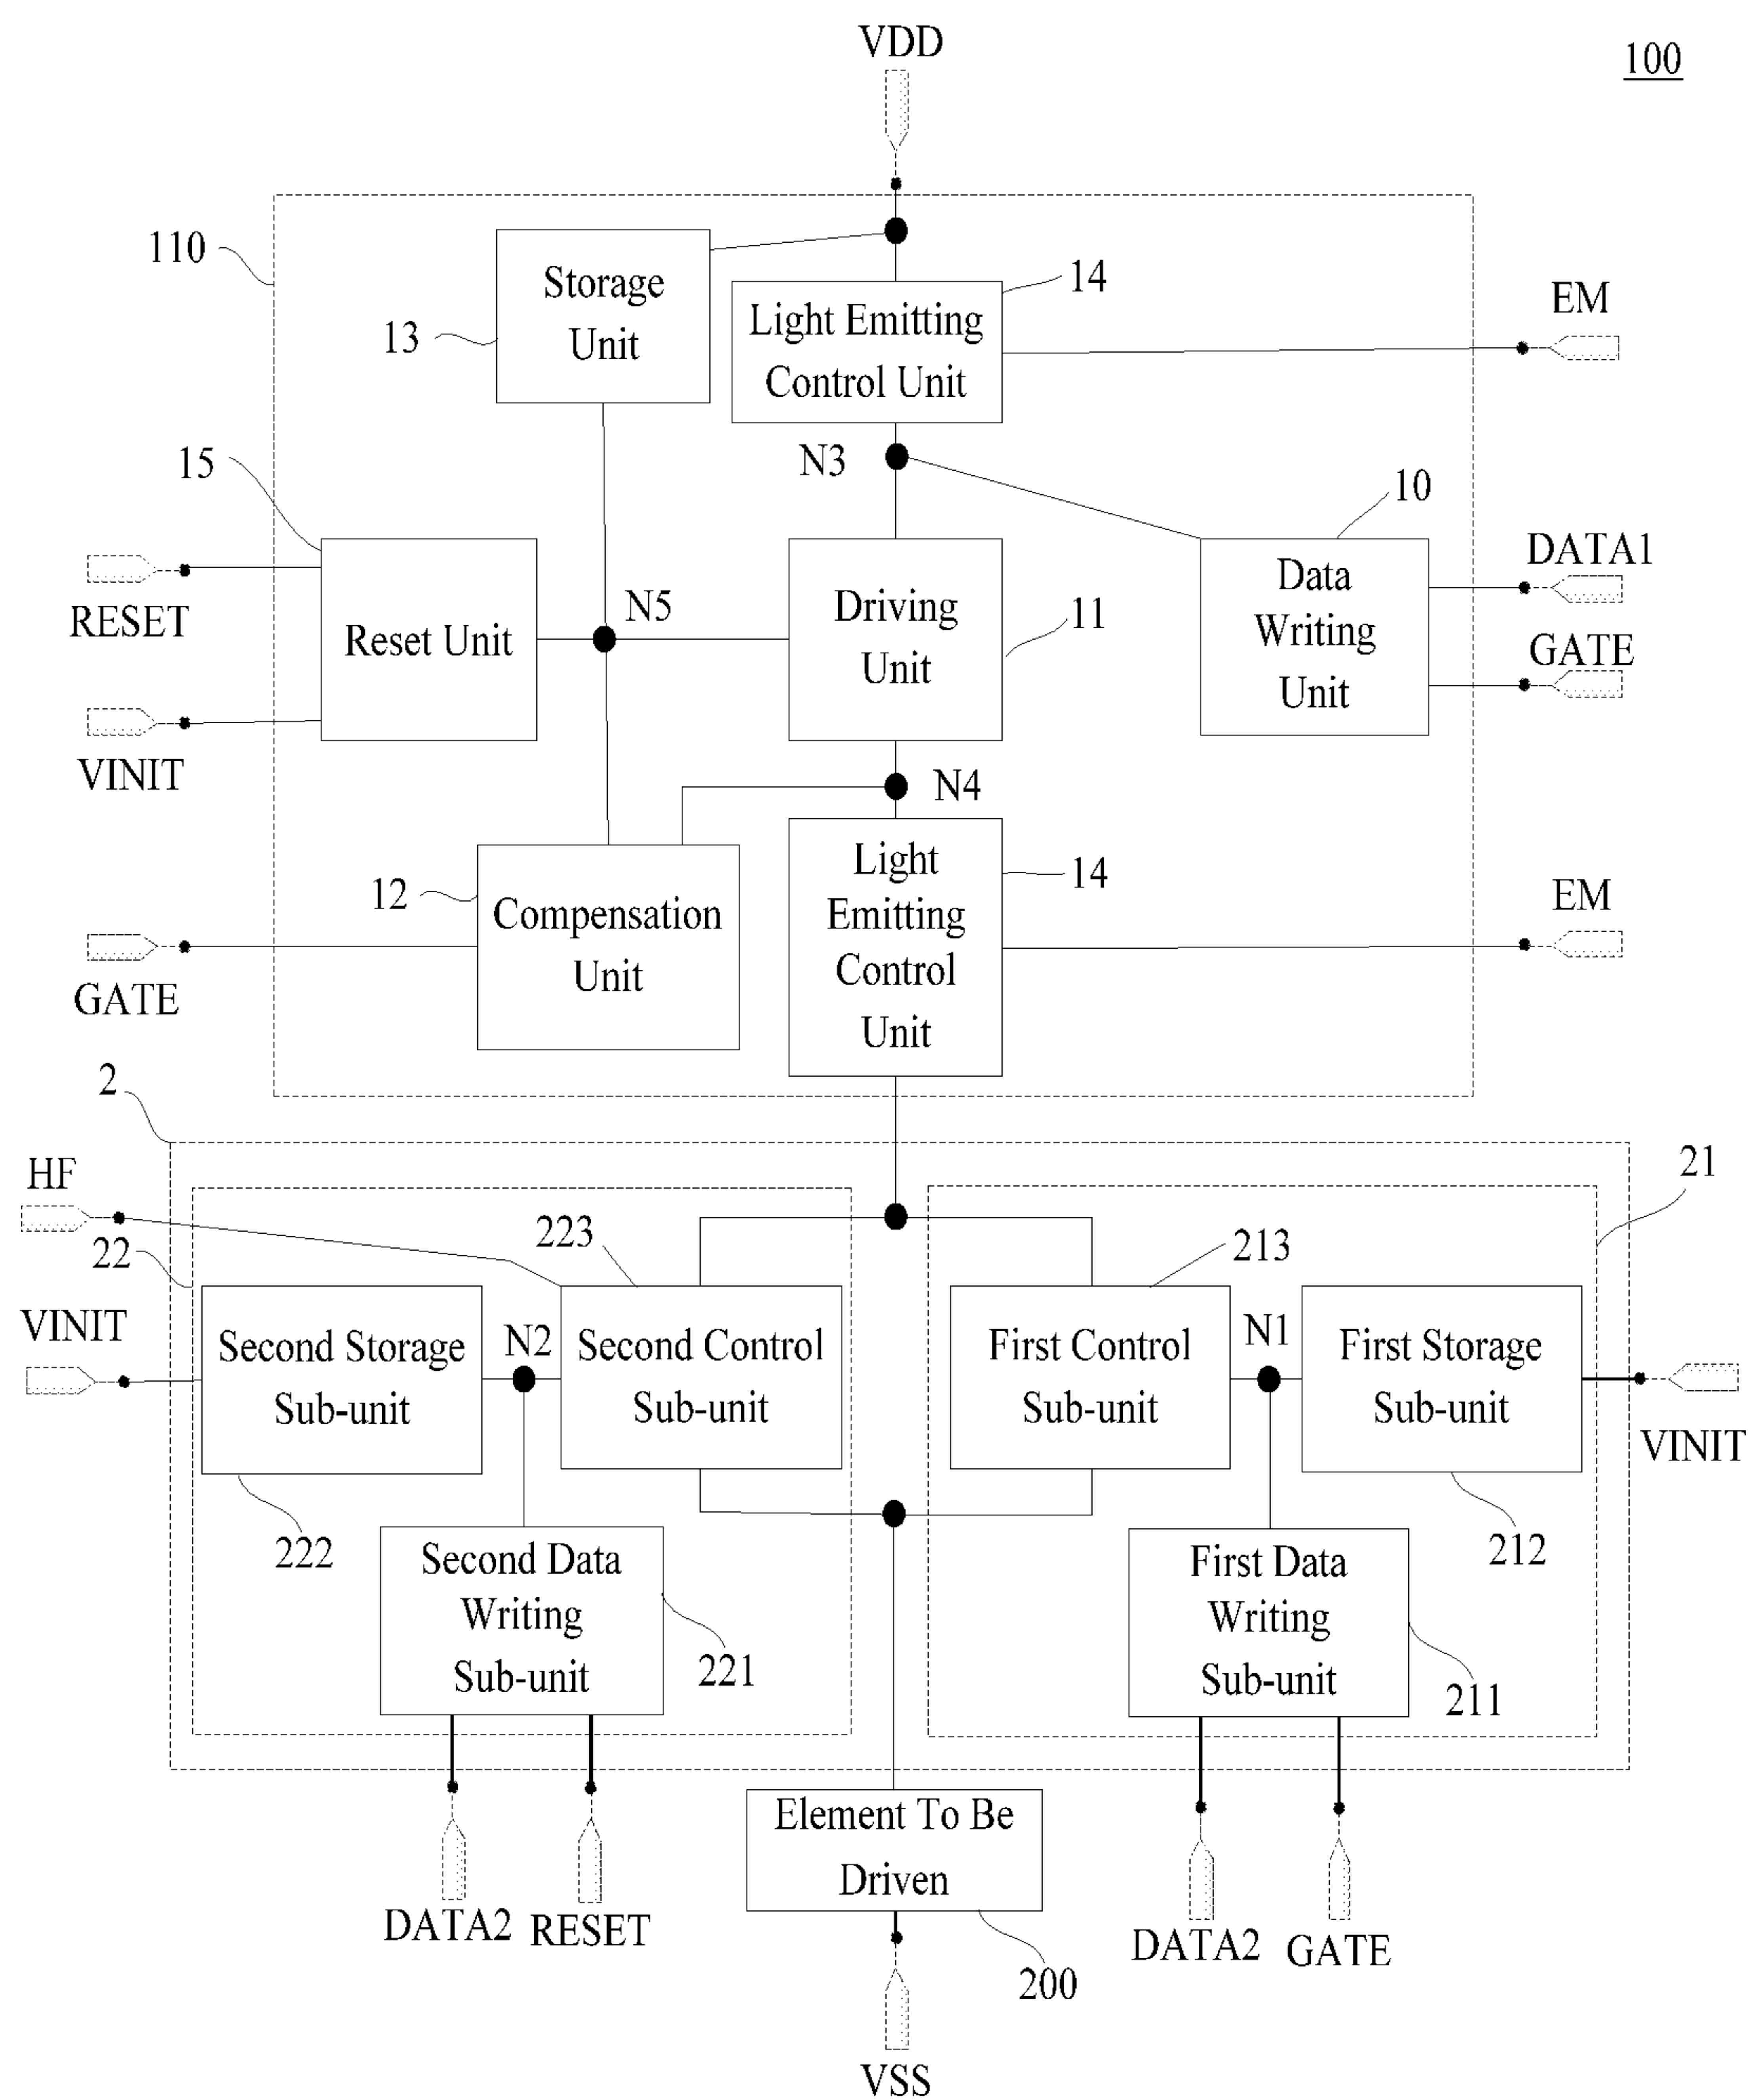 VDD
100
110
Storage
Unit
13
14
Light Emitting
Control Unit
EM
N3
15
10
RESET
VINIT
Reset Unit
N5
Driving
Unit
11
Data
Writing
Unit
DATA1
GATE
N4
12
Compensation
Unit
GATE
Light
Emitting
Control
Unit
14
EM
2
HF
21
22
223
213
VINIT
Second Storage
Sub-unit
N2
Second Control
Sub-unit
First Control
Sub-unit
N1
First Storage
Sub-unit
VINIT
222
Second Data
Writing
Sub-unit
221
First Data
Writing
Sub-unit
212
211
DATA2
RESET
Element To Be
Driven
200
DATA2
GATE
VSS